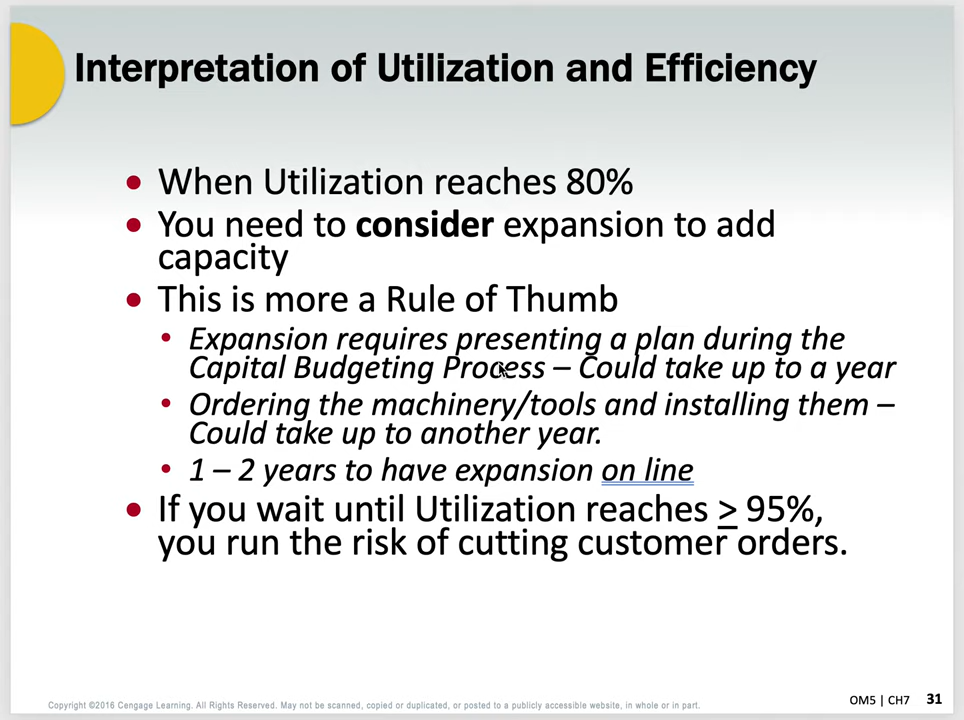 Interpretation of Utilization and Efficiency
• When Utilization reaches 80%
• You need to consider expansion to add
capacity
• This is more a Rule of Thumb
• Expansion requires presenting a plan during the
Capital Budgeting Process – Could take up to a year
• Ordering the machinery/tools and installing them –
Could take up to another year.
• 1 – 2 years to have expansion on line
• If you wait until Utilization reaches > 95%,
you run the risk of cutting customer orders.
Copyright ©2016 Cengage Learning. All Rights Reserved. May not be scanned, copied or duplicated, or posted to a publicly accessible website, in whole or in part.
OM5 | CH7 31